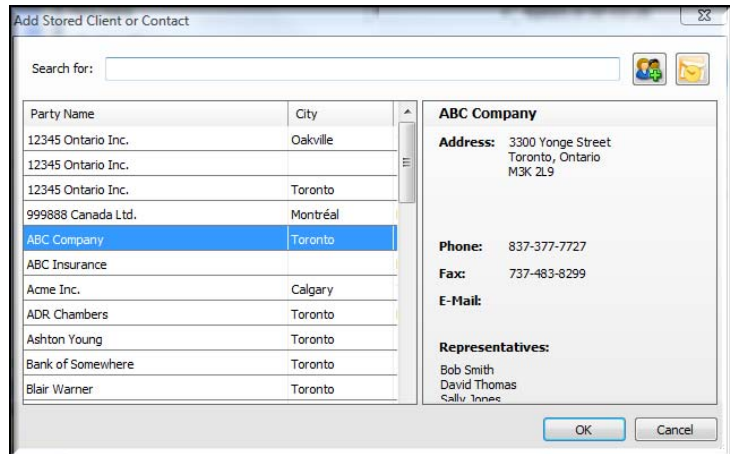 Add Stored Client or Contact
Search for:
Party Name City
12345 Ontario Inc. Oakville
12345 Ontario Inc.
12345 Ontario Inc. Toronto
999888 Canada Ltd. Montréal
ABC Company Toronto
ABC Insurance
Acme Inc. Calgary
ADR Chambers Toronto
Ashton Young Toronto
Bank of Somewhere Toronto
Blair Warner Toronto
ABC Company
Address: 3300 Yonge Street
Toronto, Ontario
M3K 2L9
Phone: 837-377-7727
Fax: 737-483-8299
E-Mail:
Representatives:
Bob Smith
David Thomas
Sally Jones
OK Cancel